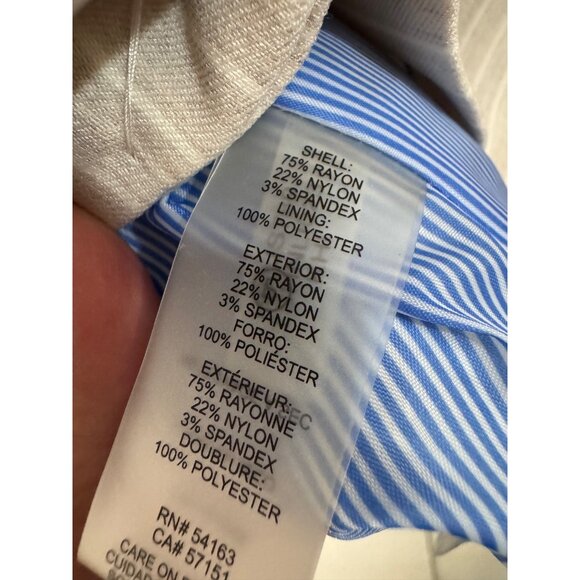 SHELL:
75% RAYON
22% NYLON
3% SPANDEX
LINING:
100% POLYESTER
EXTERIOR:
75% RAYON
22% NYLON
3% SPANDEX
FORRO:
100% POLIÉSTER
EXTÉRIEUR:
75% RAYONNE
22% NYLON
3% SPANDEX
DOUBLURE:
100% POLYESTER
RN# 54163
CA# 57151
CARE ON